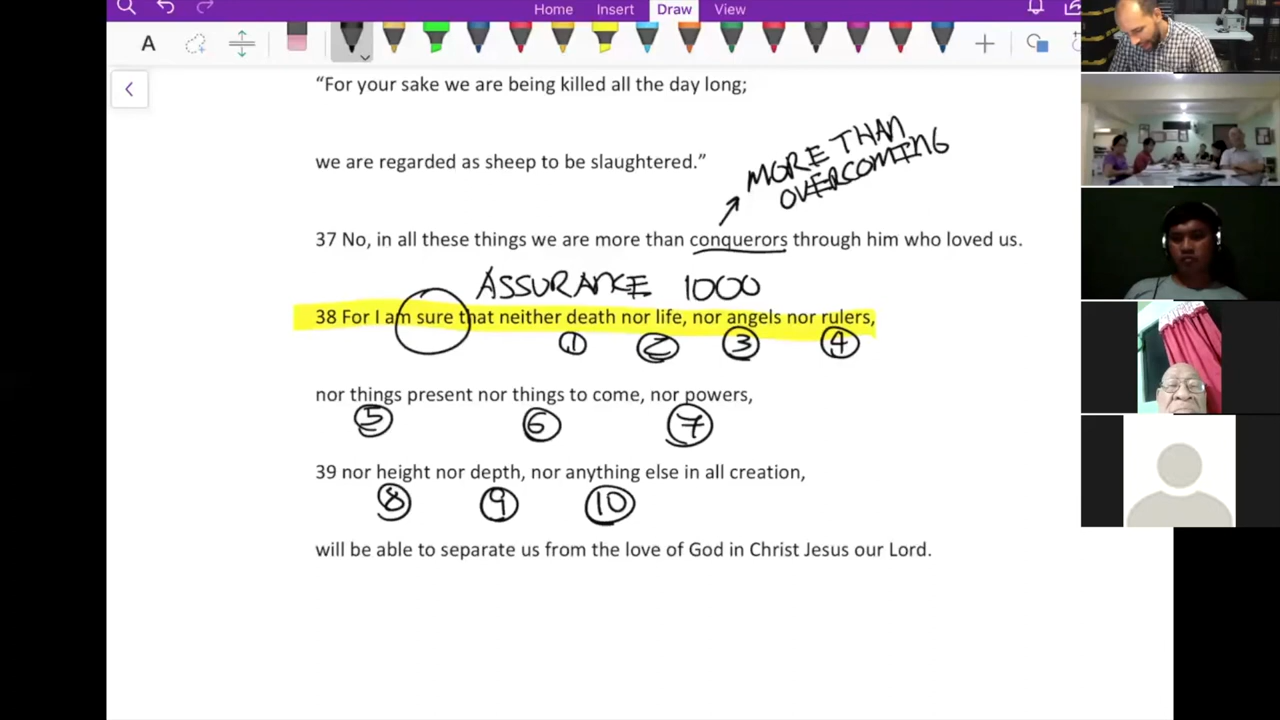 Home Insert Draw View
A
“For your sake we are being killed all the day long;
we are regarded as sheep to be slaughtered.”
MORE THAN
OVERCOMING
37 No, in all these things we are more than conquerors through him who loved us.
ASSURANCE 1000
38 For I am sure that neither death nor life, nor angels nor rulers,
1 2 3 4
nor things present nor things to come, nor powers,
5 6 7
39 nor height nor depth, nor anything else in all creation,
8 9 10
will be able to separate us from the love of God in Christ Jesus our Lord.